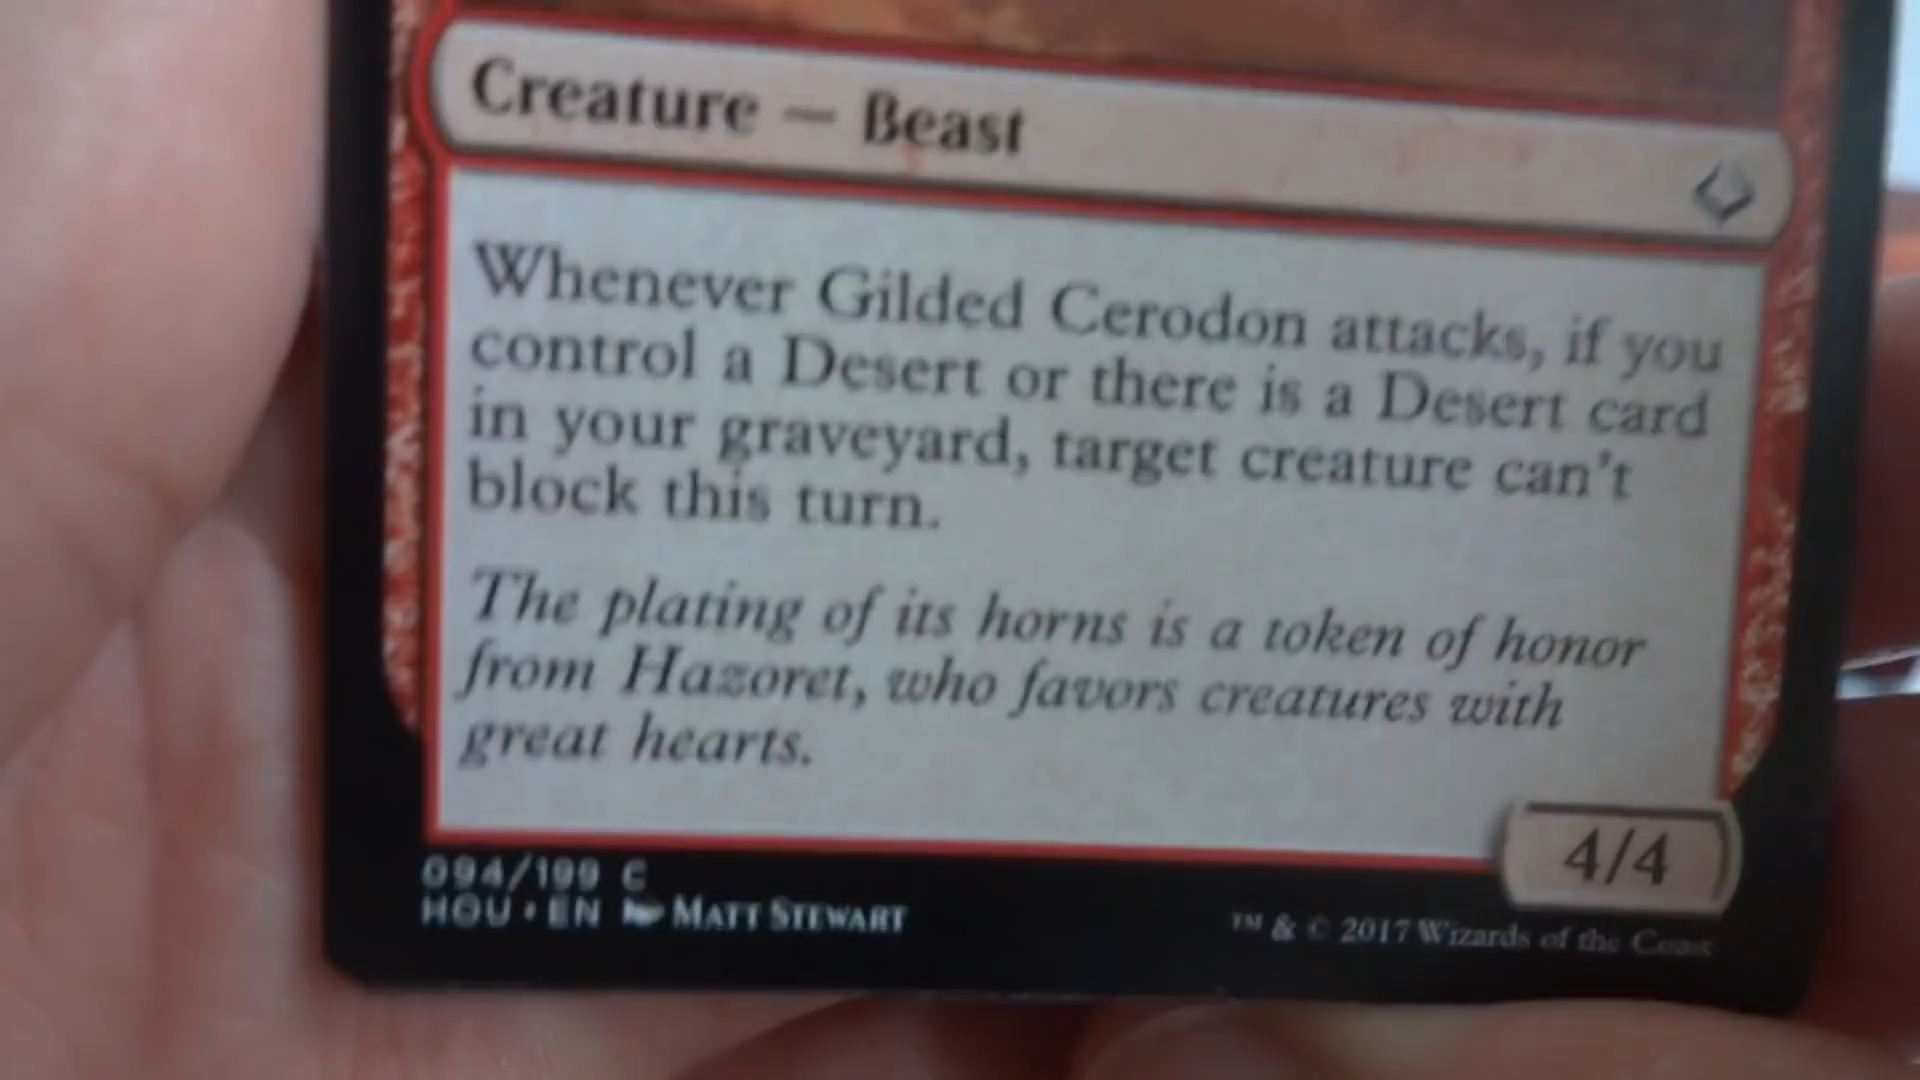 Creature — Beast
Whenever Gilded Cerodon attacks, if you
control a Desert or there is a Desert card
in your graveyard, target creature can't
block this turn.
The plating of its horns is a token of honor
from Hazoret, who favors creatures with
great hearts.
4/4
094/199 C
HOU • EN MATT STEWART
™ & © 2017 Wizards of the Coast